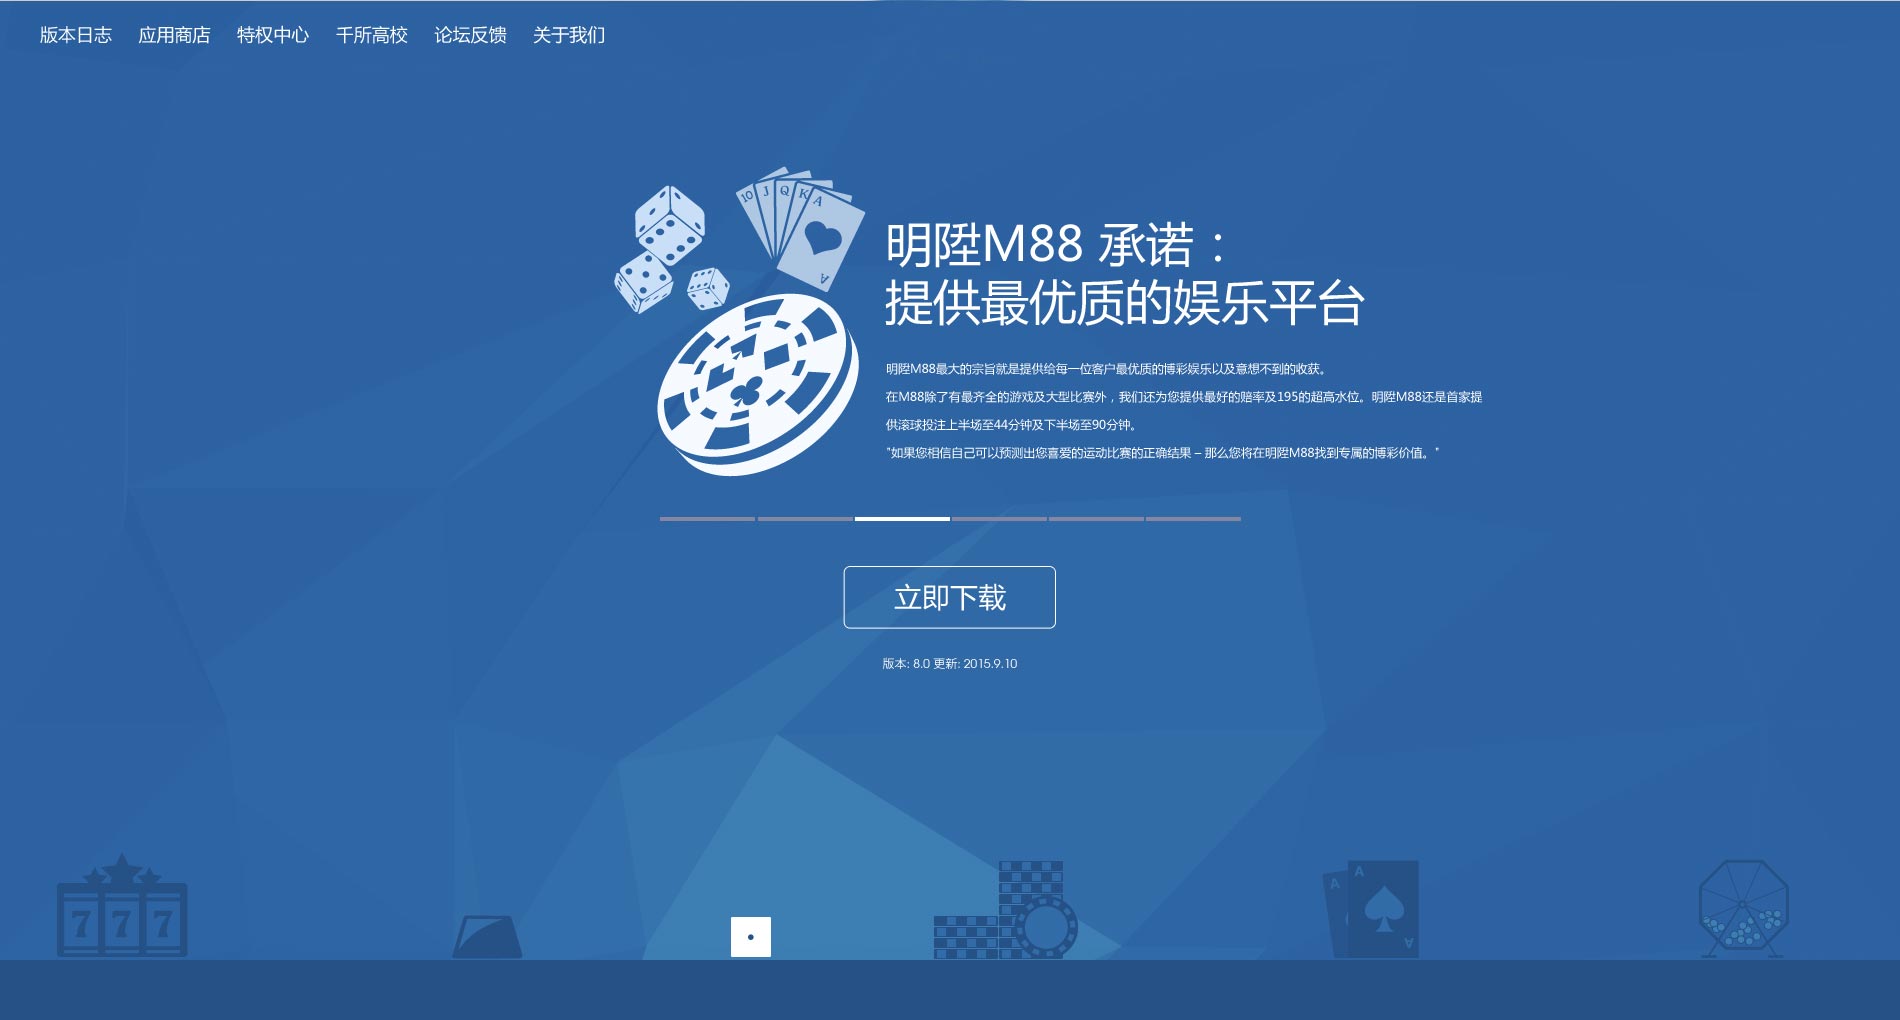 版本日志 应用商店 特权中心 千所高校 论坛反馈 关于我们
10 J Q K A
A
明陞M88 承诺：
提供最优质的娱乐平台
明陞M88最大的宗旨就是提供给每一位客户最优质的博彩娱乐以及意想不到的收获。
在M88除了有最齐全的游戏及大型比赛外，我们还为您提供最好的赔率及195的超高水位。明陞M88还是首家提
供滚球投注上半场至44分钟及下半场至90分钟。
"如果您相信自己可以预测出您喜爱的运动比赛的正确结果 – 那么您将在明陞M88找到专属的博彩价值。"
立即下载
版本: 8.0 更新: 2015.9.10
7 7 7
A A
A